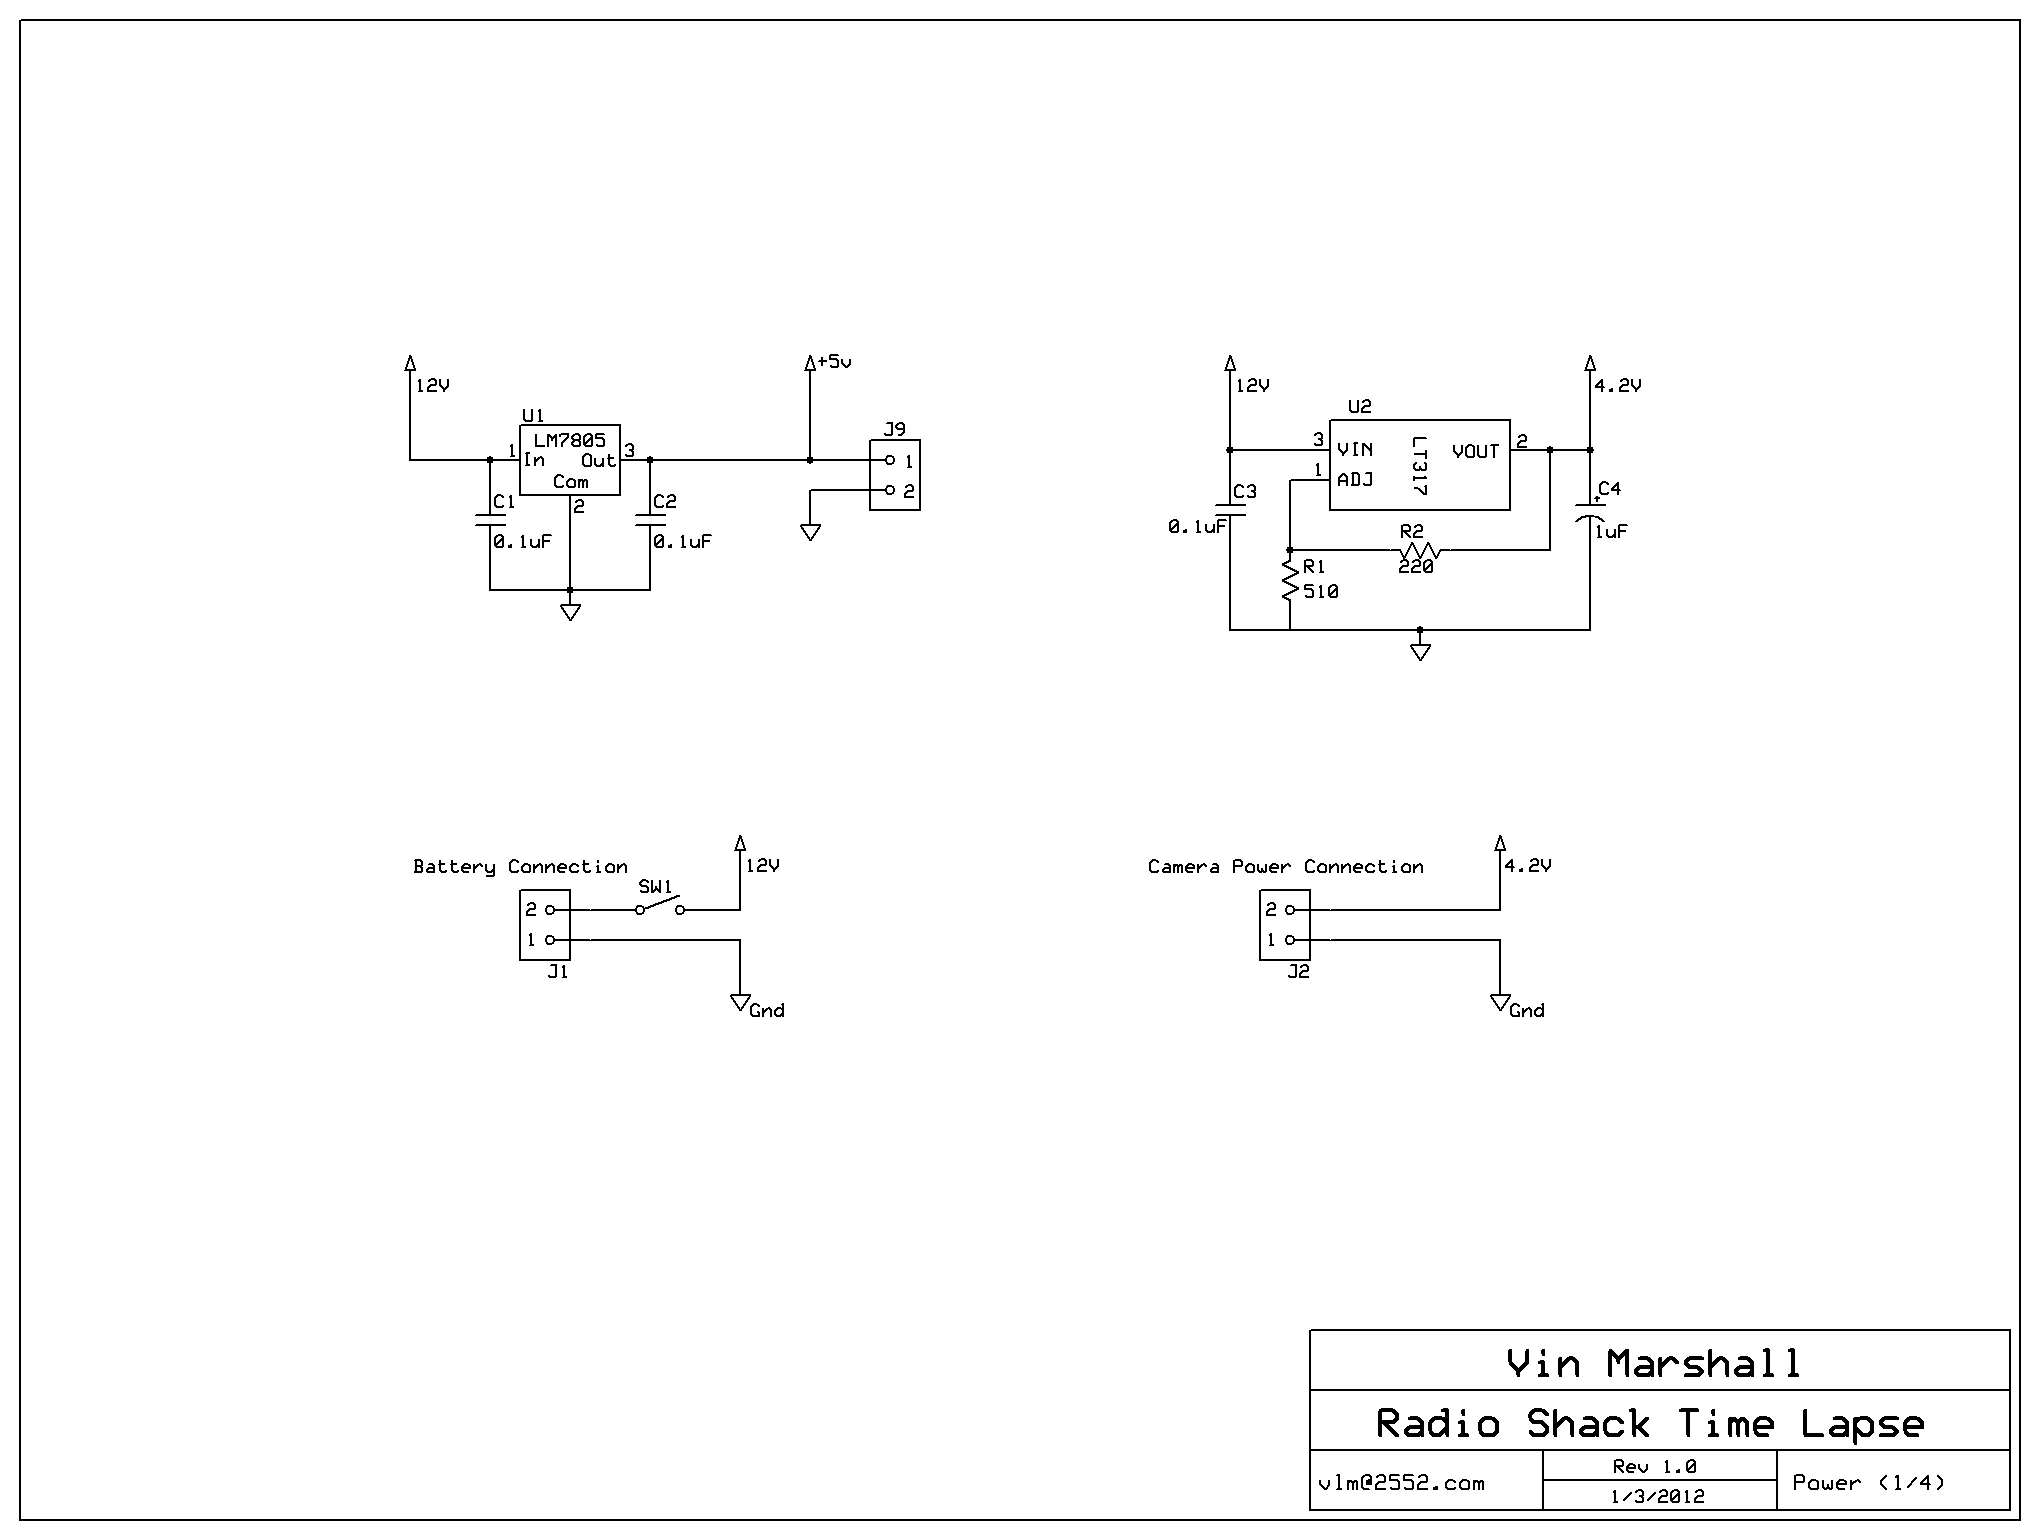 +5v
12V
U1
LM7805
1
In
Out
3
Com
2
C1
0.1uF
C2
0.1uF
J9
1
2
12V
4.2V
U2
3
VIN
LT317
VOUT
2
1
ADJ
C3
0.1uF
C4
+
1uF
R2
220
R1
510
Battery Connection
12V
SW1
2
1
J1
Gnd
Camera Power Connection
4.2V
2
1
J2
Gnd
Vin Marshall
Radio Shack Time Lapse
vlm@2552.com
Rev 1.0
1/3/2012
Power (1/4)